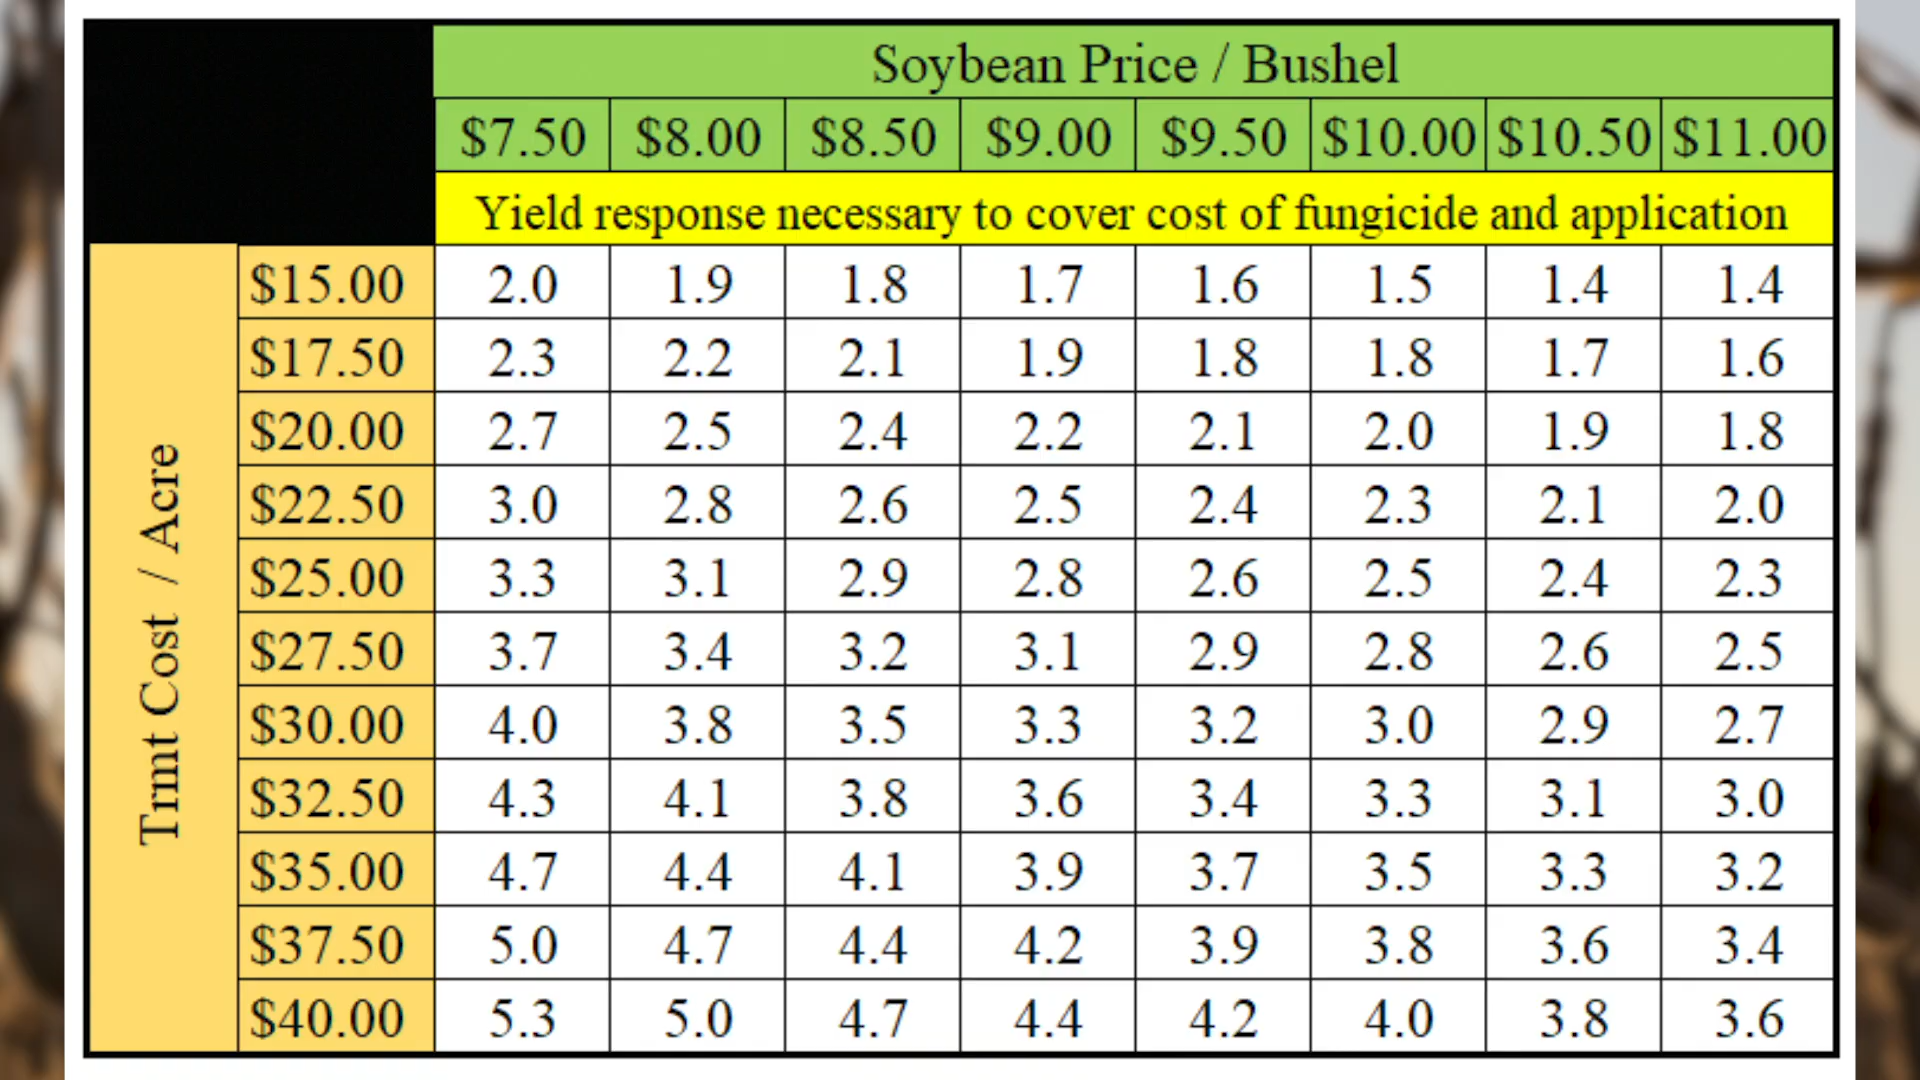 Soybean Price / Bushel
$7.50 $8.00 $8.50 $9.00 $9.50 $10.00 $10.50 $11.00
Yield response necessary to cover cost of fungicide and application
Trmt Cost / Acre
$15.00 2.0 1.9 1.8 1.7 1.6 1.5 1.4 1.4
$17.50 2.3 2.2 2.1 1.9 1.8 1.8 1.7 1.6
$20.00 2.7 2.5 2.4 2.2 2.1 2.0 1.9 1.8
$22.50 3.0 2.8 2.6 2.5 2.4 2.3 2.1 2.0
$25.00 3.3 3.1 2.9 2.8 2.6 2.5 2.4 2.3
$27.50 3.7 3.4 3.2 3.1 2.9 2.8 2.6 2.5
$30.00 4.0 3.8 3.5 3.3 3.2 3.0 2.9 2.7
$32.50 4.3 4.1 3.8 3.6 3.4 3.3 3.1 3.0
$35.00 4.7 4.4 4.1 3.9 3.7 3.5 3.3 3.2
$37.50 5.0 4.7 4.4 4.2 3.9 3.8 3.6 3.4
$40.00 5.3 5.0 4.7 4.4 4.2 4.0 3.8 3.6